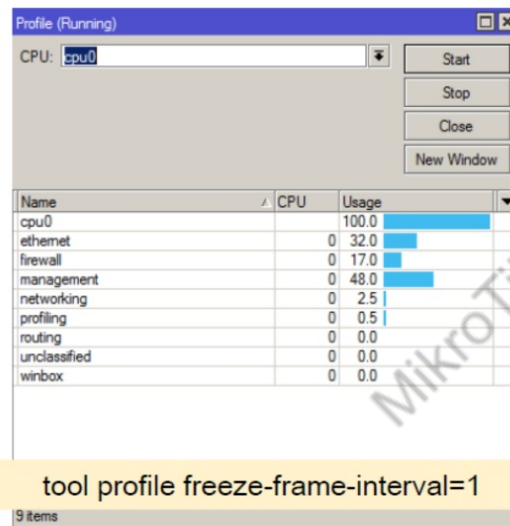 Profile (Running)
CPU: cpu0
Start
Stop
Close
New Window
Name CPU Usage
cpu0 100.0
ethernet 0 32.0
firewall 0 17.0
management 0 48.0
networking 0 2.5
profiling 0 0.5
routing 0 0.0
unclassified 0 0.0
winbox 0 0.0
tool profile freeze-frame-interval=1
9 items